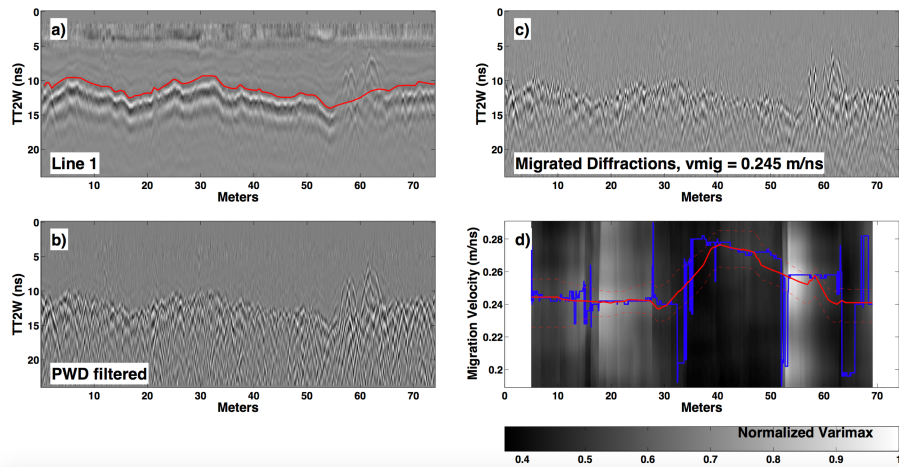 a)
0
5
10
15
20
TT2W (ns)
Line 1
10 20 30 40 50 60 70
Meters
c)
0
5
10
15
20
TT2W (ns)
Migrated Diffractions, vmig = 0.245 m/ns
0 10 20 30 40 50 60 70
Meters
b)
0
5
10
15
20
TT2W (ns)
PWD filtered
10 20 30 40 50 60 70
Meters
d)
0.28
0.26
0.24
0.22
0.2
Migration Velocity (m/ns)
0 10 20 30 40 50 60 70
Meters
Normalized Varimax
0.4 0.5 0.6 0.7 0.8 0.9 1